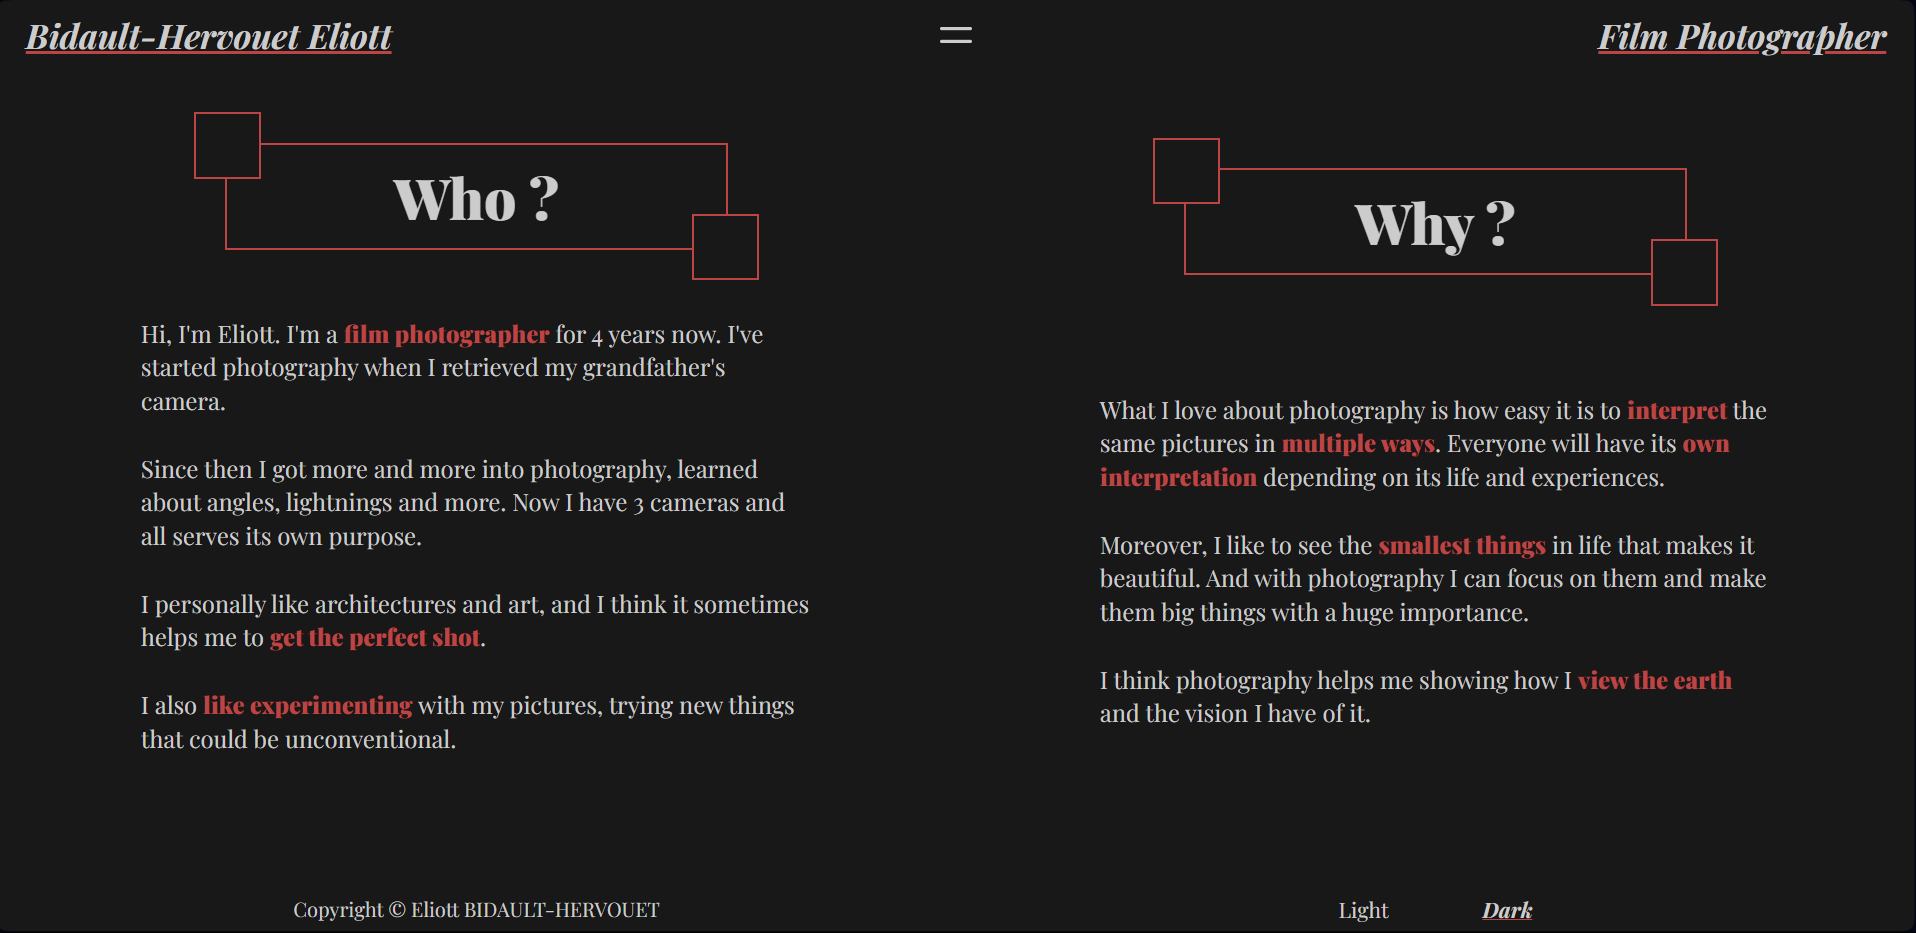 Bidault-Hervouet Eliott
Film Photographer
Who ?
Hi, I'm Eliott. I'm a film photographer for 4 years now. I've
started photography when I retrieved my grandfather's
camera.
Since then I got more and more into photography, learned
about angles, lightnings and more. Now I have 3 cameras and
all serves its own purpose.
I personally like architectures and art, and I think it sometimes
helps me to get the perfect shot.
I also like experimenting with my pictures, trying new things
that could be unconventional.
Why ?
What I love about photography is how easy it is to interpret the
same pictures in multiple ways. Everyone will have its own
interpretation depending on its life and experiences.
Moreover, I like to see the smallest things in life that makes it
beautiful. And with photography I can focus on them and make
them big things with a huge importance.
I think photography helps me showing how I view the earth
and the vision I have of it.
Copyright © Eliott BIDAULT-HERVOUET
Light
Dark